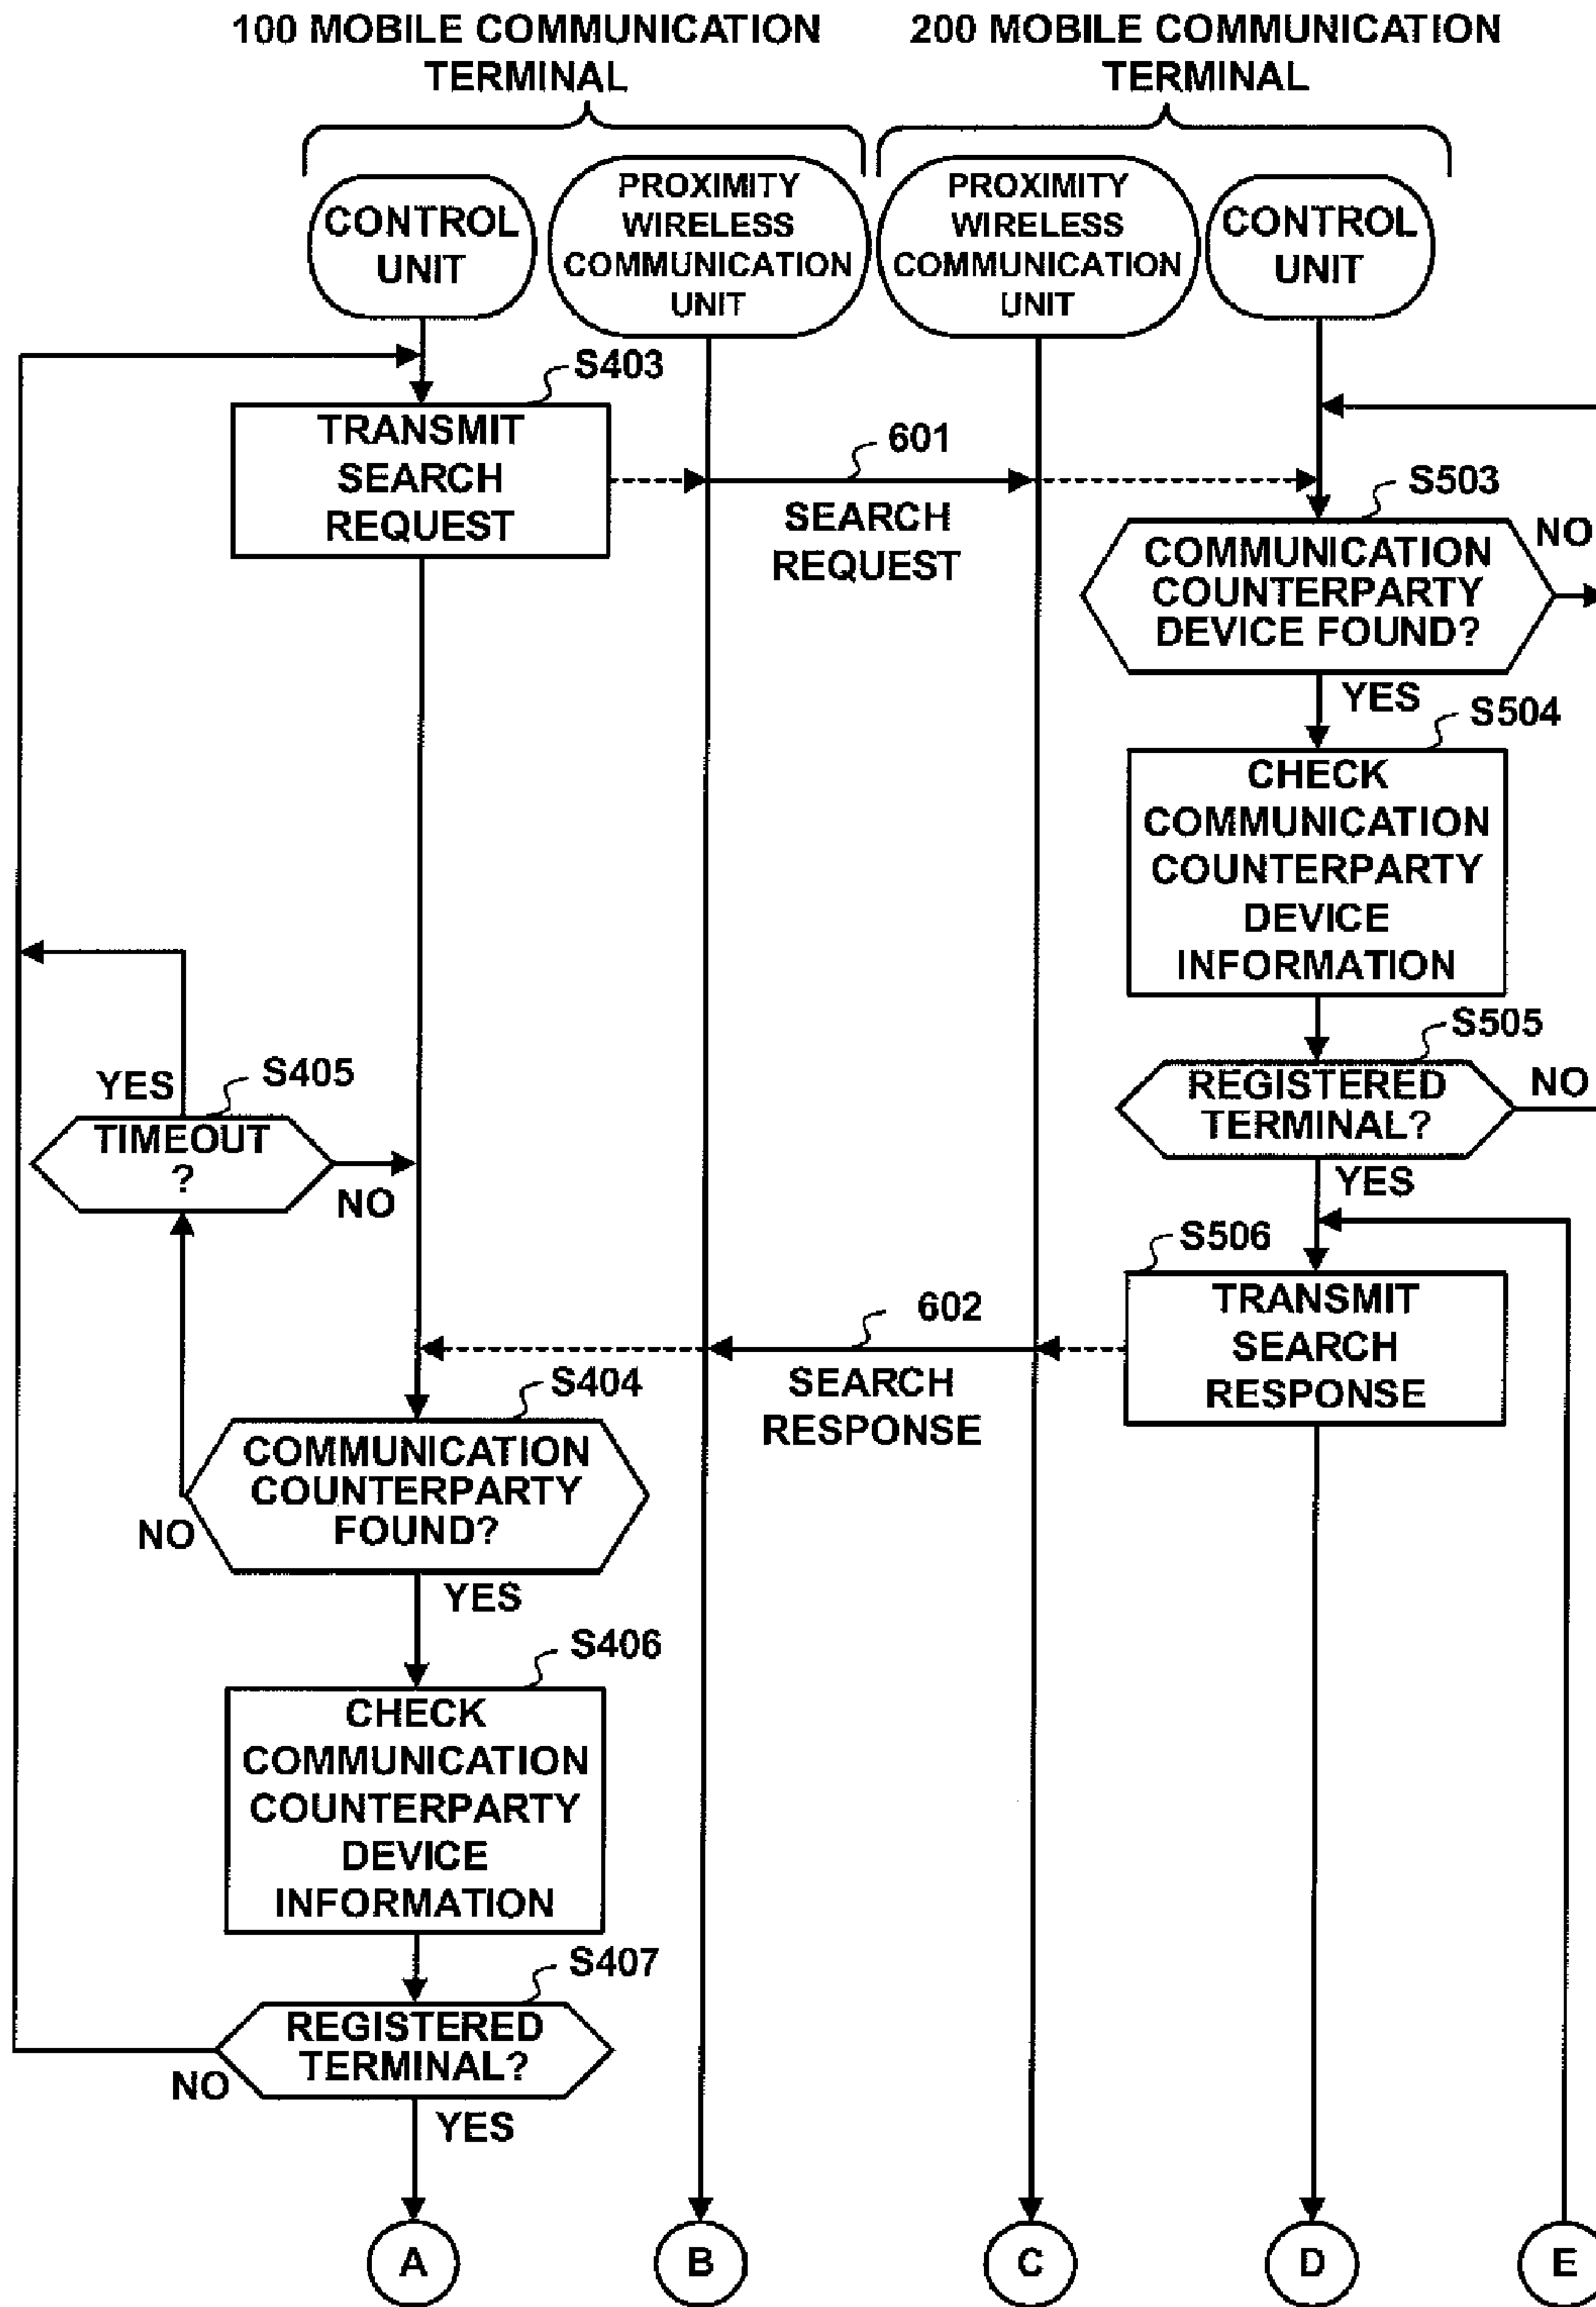 100 MOBILE COMMUNICATION
TERMINAL
200 MOBILE COMMUNICATION
TERMINAL
CONTROL
UNIT
PROXIMITY
WIRELESS
COMMUNICATION
UNIT
PROXIMITY
WIRELESS
COMMUNICATION
UNIT
CONTROL
UNIT
S403
TRANSMIT
SEARCH
REQUEST
601
SEARCH
REQUEST
S503
COMMUNICATION
COUNTERPARTY
DEVICE FOUND?
NO
YES
S504
CHECK
COMMUNICATION
COUNTERPARTY
DEVICE
INFORMATION
S505
REGISTERED
TERMINAL?
NO
YES
S405
YES
TIMEOUT
?
NO
S506
TRANSMIT
SEARCH
RESPONSE
602
SEARCH
RESPONSE
S404
COMMUNICATION
COUNTERPARTY
FOUND?
NO
YES
S406
CHECK
COMMUNICATION
COUNTERPARTY
DEVICE
INFORMATION
S407
REGISTERED
TERMINAL?
NO
YES
A
B
C
D
E